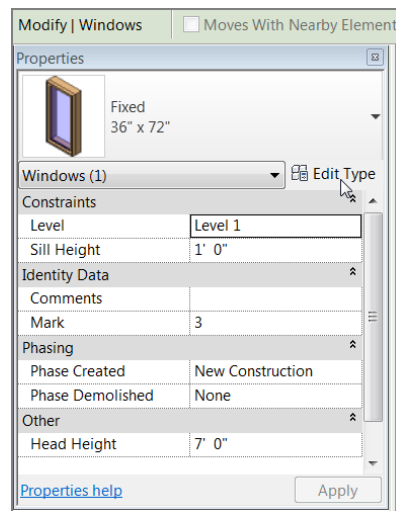 Modify | Windows Moves With Nearby Element
Properties
Fixed
36" x 72"
Windows (1) Edit Type
Constraints
Level Level 1
Sill Height 1' 0"
Identity Data
Comments
Mark 3
Phasing
Phase Created New Construction
Phase Demolished None
Other
Head Height 7' 0"
Properties help Apply